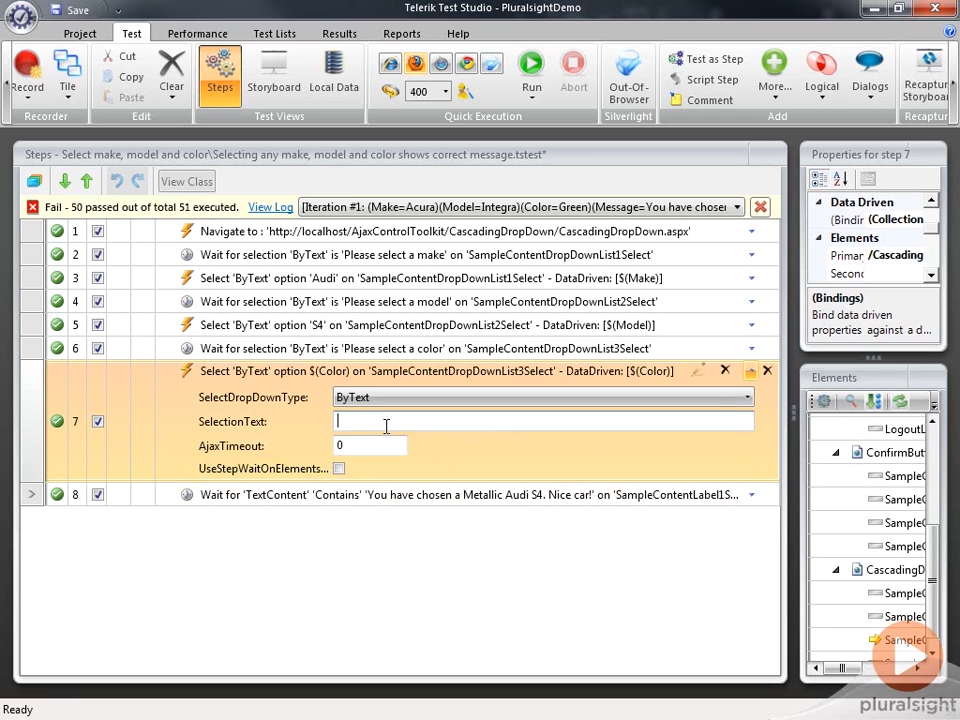 Save
Telerik Test Studio - PluralsightDemo
Project
Test
Performance
Test Lists
Results
Reports
Help
Record
Tile
Cut
Copy
Paste
Clear
Steps
Storyboard
Local Data
400
Run
Abort
Out-Of-
Browser
Test as Step
Script Step
Comment
More...
Logical
Dialogs
Recaptur
Storyboar
Recorder
Edit
Test Views
Quick Execution
Silverlight
Add
Recaptur
Steps - Select make, model and color\Selecting any make, model and color shows correct message.tstest*
View Class
Fail - 50 passed out of total 51 executed. View Log [Iteration #1: (Make=Acura)(Model=Integra)(Color=Green)(Message=You have chosen
1 Navigate to : 'http://localhost/AjaxControlToolkit/CascadingDropDown/CascadingDropDown.aspx'
2 Wait for selection 'ByText' is 'Please select a make' on 'SampleContentDropDownList1Select'
3 Select 'ByText' option 'Audi' on 'SampleContentDropDownList1Select' - DataDriven: [$(Make)]
4 Wait for selection 'ByText' is 'Please select a model' on 'SampleContentDropDownList2Select'
5 Select 'ByText' option 'S4' on 'SampleContentDropDownList2Select' - DataDriven: [$(Model)]
6 Wait for selection 'ByText' is 'Please select a color' on 'SampleContentDropDownList3Select'
Select 'ByText' option $(Color) on 'SampleContentDropDownList3Select' - DataDriven: [$(Color)]
SelectDropDownType: ByText
7 SelectionText:
AjaxTimeout: 0
UseStepWaitOnElements...
8 Wait for 'TextContent' 'Contains' 'You have chosen a Metallic Audi S4. Nice car!' on 'SampleContentLabel1S...
Properties for step 7
Data Driven
(Bindir (Collection
Elements
Primar /Cascading
Secon
(Bindings)
Bind data driven
properties against a d...
Elements
LogoutL
ConfirmBut
SampleC
SampleC
SampleC
SampleC
CascadingD
SampleC
SampleC
SampleC
Ready
pluralsight